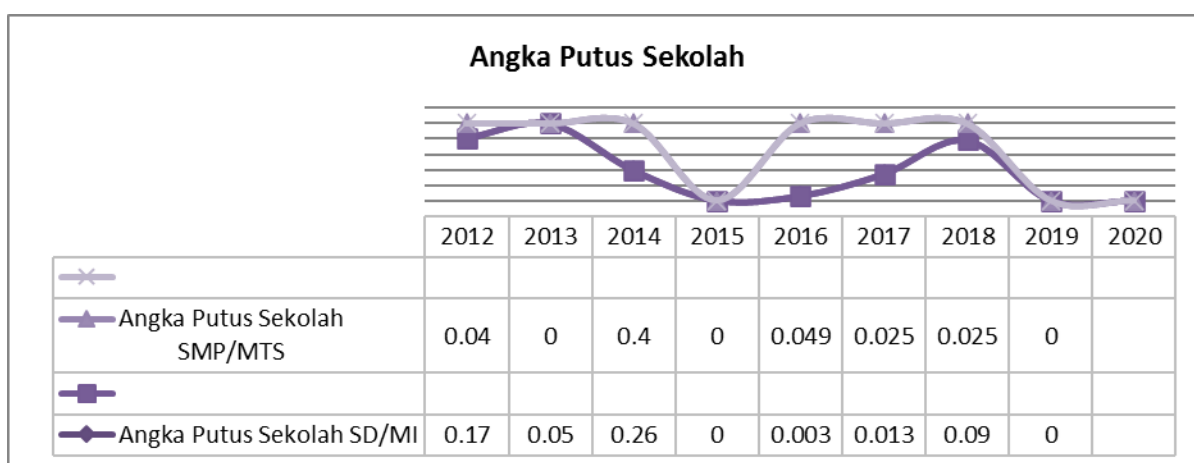 Angka Putus Sekolah
2012 2013 2014 2015 2016 2017 2018 2019 2020
Angka Putus Sekolah
SMP/MTS
0.04 0 0.4 0 0.049 0.025 0.025 0
Angka Putus Sekolah SD/MI 0.17 0.05 0.26 0 0.003 0.013 0.09 0